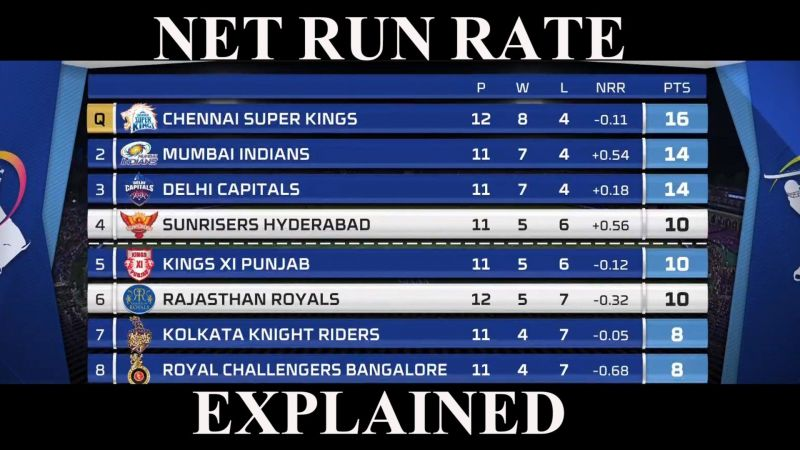 NET RUN RATE
P W L NRR PTS
Q CHENNAI SUPER KINGS 12 8 4 -0.11 16
2 MUMBAI INDIANS 11 7 4 +0.54 14
3 DELHI CAPITALS 11 7 4 +0.18 14
4 SUNRISERS HYDERABAD 11 5 6 +0.56 10
5 KINGS XI PUNJAB 11 5 6 -0.12 10
6 RAJASTHAN ROYALS 12 5 7 -0.32 10
7 KOLKATA KNIGHT RIDERS 11 4 7 -0.05 8
8 ROYAL CHALLENGERS BANGALORE 11 4 7 -0.68 8
EXPLAINED